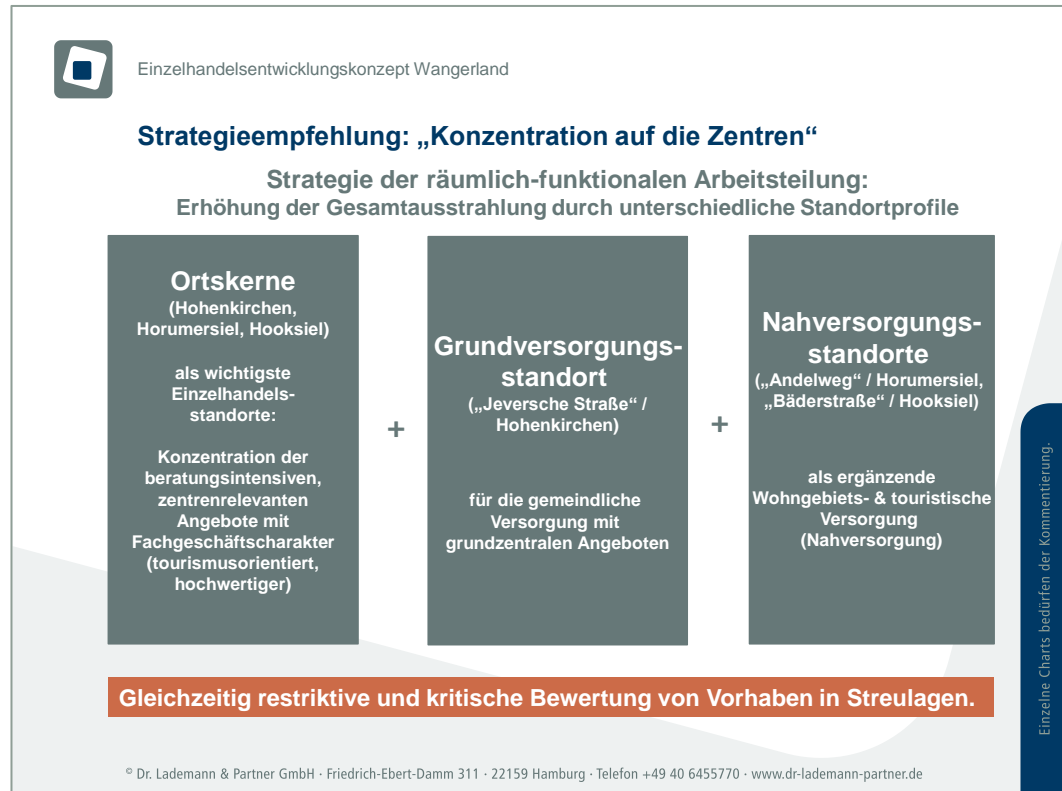 Einzelhandelsentwicklungskonzept Wangerland
Strategieempfehlung: „Konzentration auf die Zentren“
Strategie der räumlich-funktionalen Arbeitsteilung:
Erhöhung der Gesamtausstrahlung durch unterschiedliche Standortprofile
Ortskerne
(Hohenkirchen,
Horumersiel, Hooksiel)
als wichtigste
Einzelhandels-
standorte:
Konzentration der
beratungsintensiven,
zentrenrelevanten
Angebote mit
Fachgeschäftscharakter
(tourismusorientiert,
hochwertiger)
+
Grundversorgungs-
standort
(„Jeversche Straße“ /
Hohenkirchen)
für die gemeindliche
Versorgung mit
grundzentralen Angeboten
+
Nahversorgungs-
standorte
(„Andelweg“ / Horumersiel,
„Bäderstraße“ / Hooksiel)
als ergänzende
Wohngebiets- & touristische
Versorgung
(Nahversorgung)
Gleichzeitig restriktive und kritische Bewertung von Vorhaben in Streulagen.
Einzelne Charts bedürfen der Kommentierung.
© Dr. Lademann & Partner GmbH · Friedrich-Ebert-Damm 311 · 22159 Hamburg · Telefon +49 40 6455770 · www.dr-lademann-partner.de